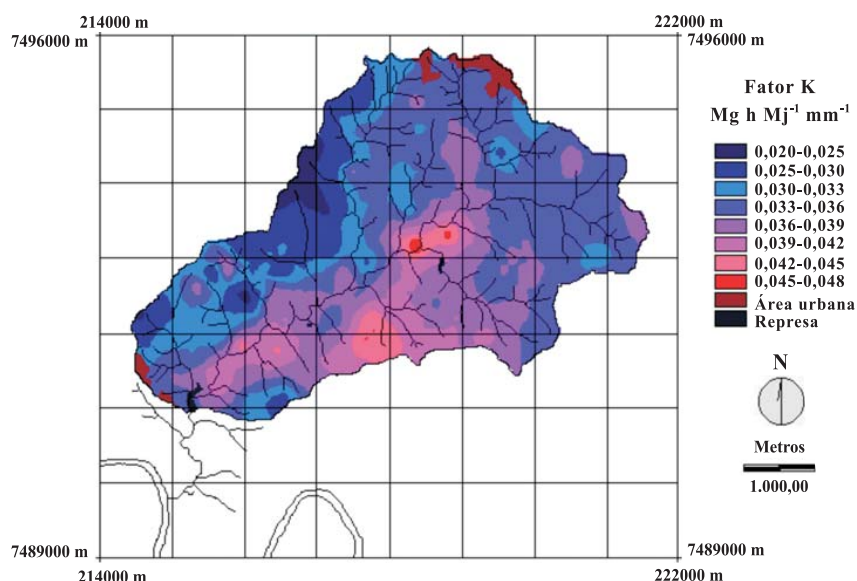 214000 m
222000 m
7496000 m
7496000 m
Fator K
Mg h Mj⁻¹ mm⁻¹
0,020-0,025
0,025-0,030
0,030-0,033
0,033-0,036
0,036-0,039
0,039-0,042
0,042-0,045
0,045-0,048
Área urbana
Represa
N
Metros
1.000,00
7489000 m
7489000 m
214000 m
222000 m